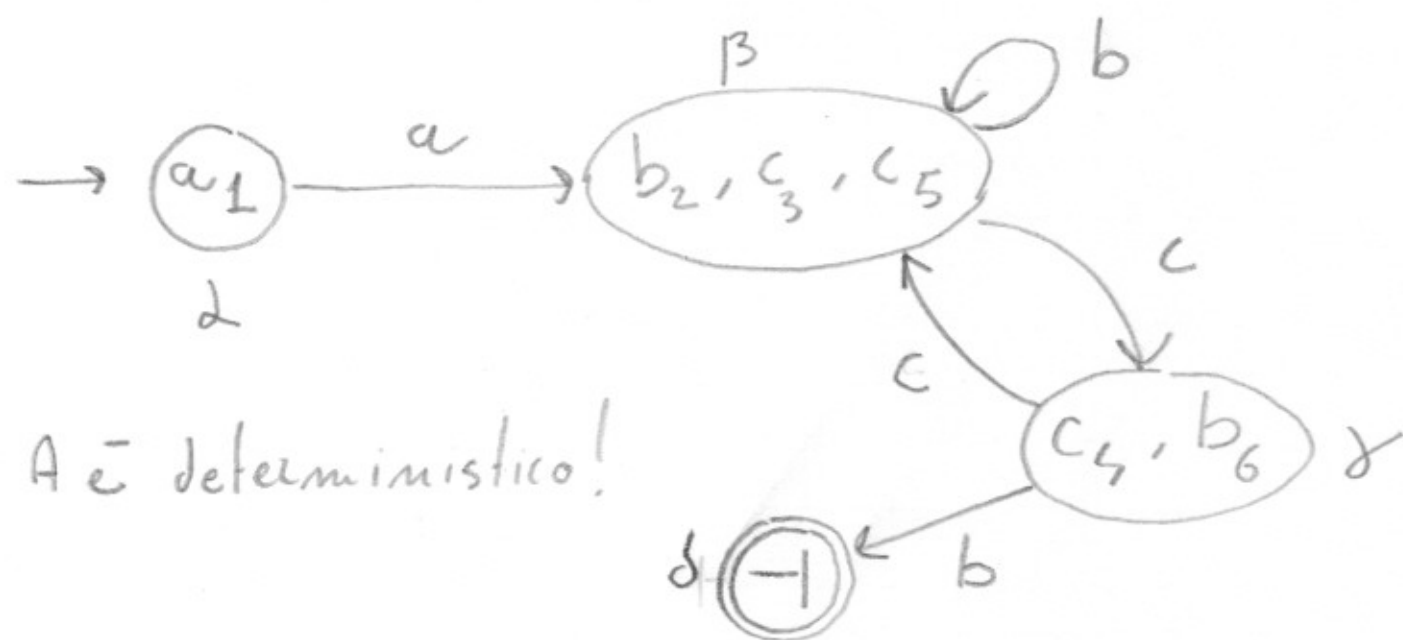 β
b
a
a₁
b₂, c₃, c₅
α
c
c
A è deterministico!
c₄, b₆ γ
δ ⊣
b